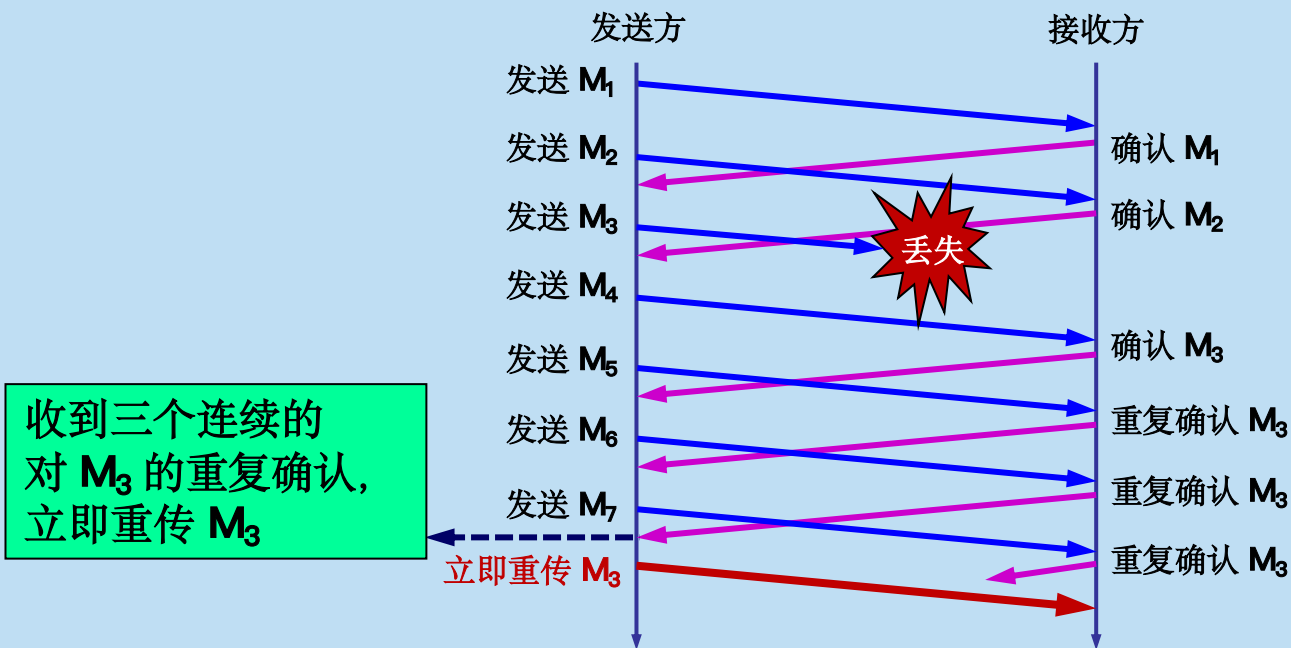 发送方
接收方
发送 M₁
发送 M₂
确认 M₁
发送 M₃
确认 M₂
丢失
发送 M₄
发送 M₅
确认 M₃
收到三个连续的
对 M₃ 的重复确认,
立即重传 M₃
发送 M₆
重复确认 M₃
发送 M₇
重复确认 M₃
立即重传 M₃
重复确认 M₃